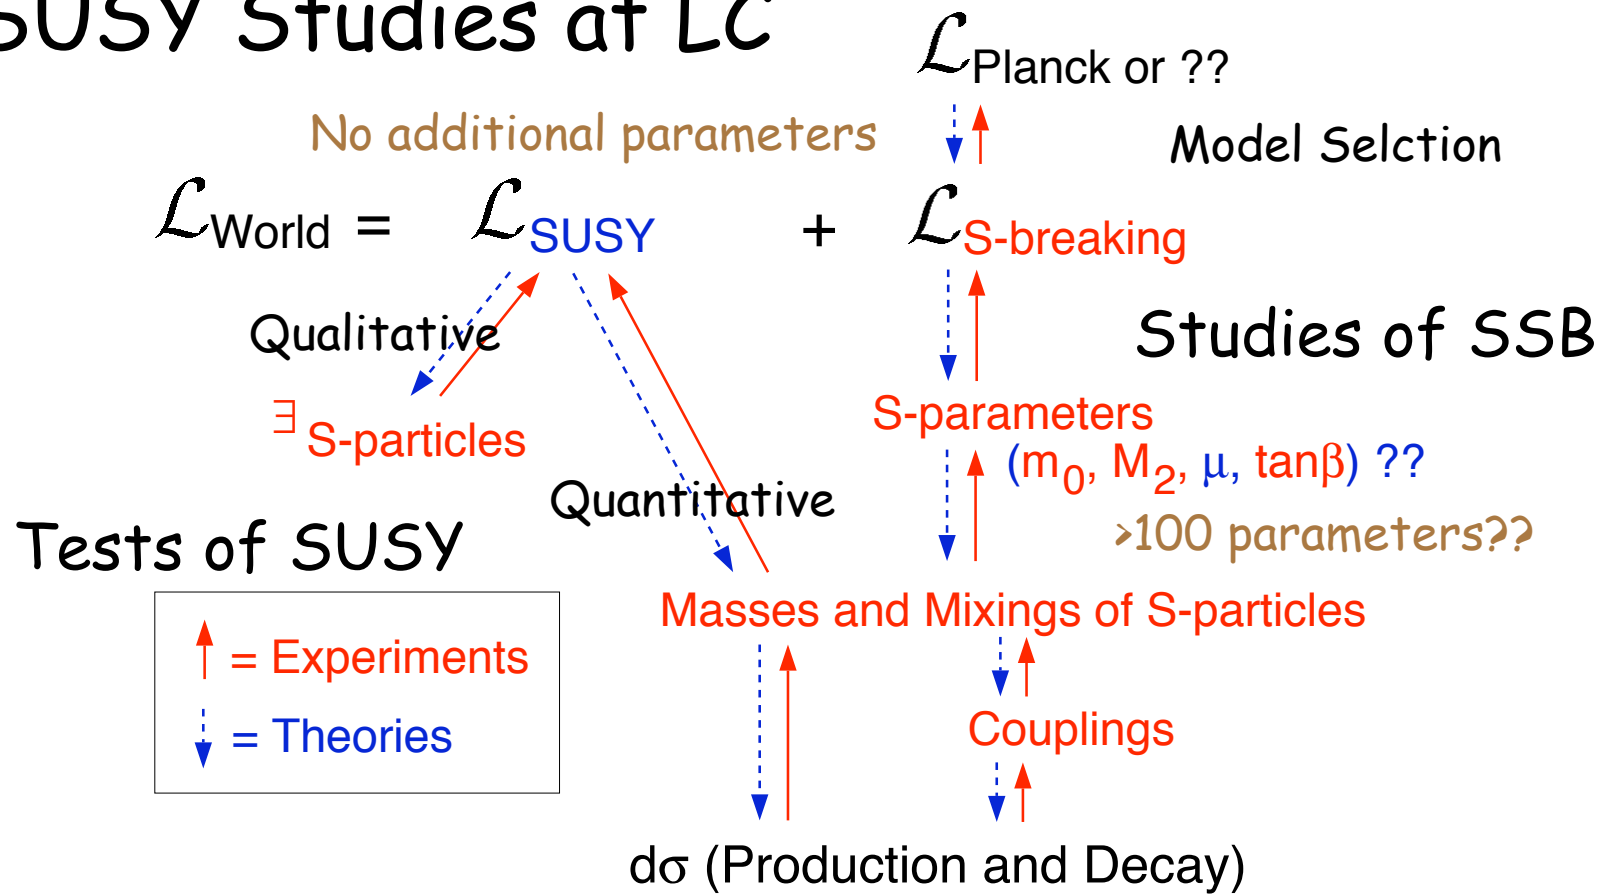 SUSY Studies at LC
ℒPlanck or ??
No additional parameters
Model Selction
ℒWorld = ℒSUSY + ℒS-breaking
Qualitative
Studies of SSB
∃ S-particles
S-parameters
(m0, M2, μ, tanβ) ??
Quantitative
>100 parameters??
Tests of SUSY
Masses and Mixings of S-particles
= Experiments
= Theories
Couplings
dσ (Production and Decay)